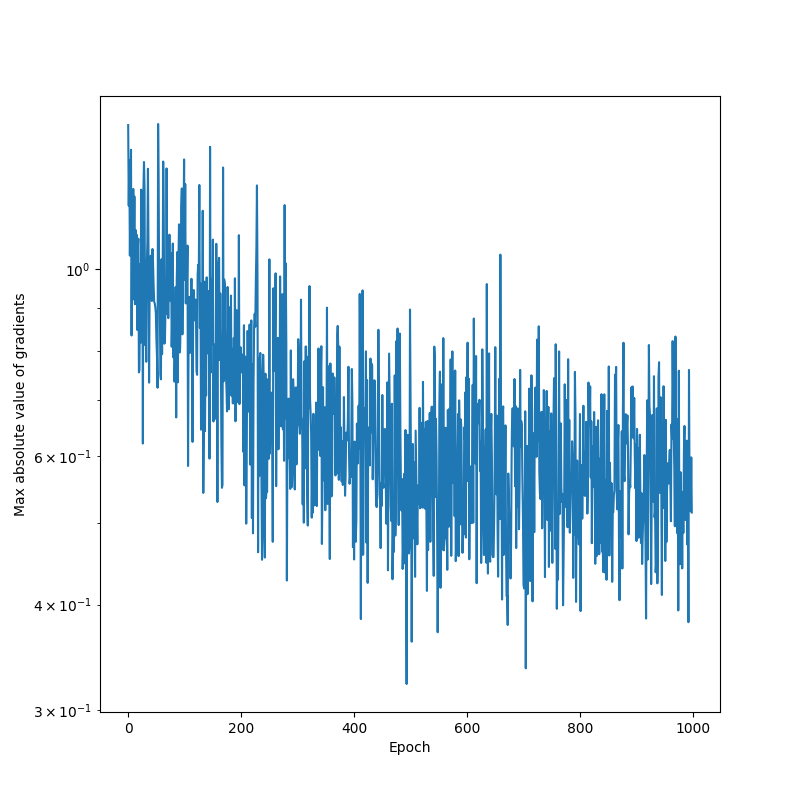 Max absolute value of gradients
10⁰
6 × 10⁻¹
4 × 10⁻¹
3 × 10⁻¹
0 200 400 600 800 1000
Epoch